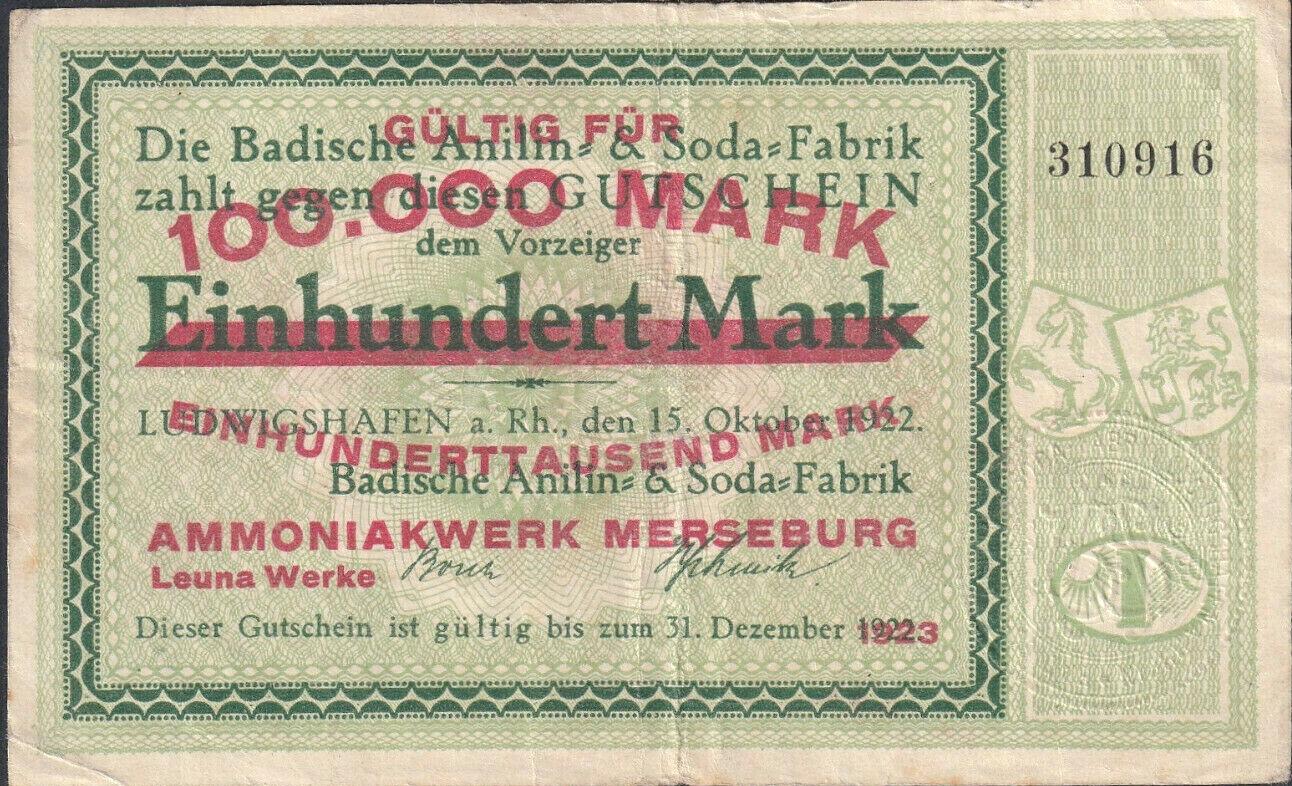 GÜLTIG FÜR
Die Badische Anilin= & Soda=Fabrik
310916
zahlt gegen diesen GUTSCHEIN
100.000 MARK
dem Vorzeiger
Einhundert Mark
LUDWIGSHAFEN a. Rh., den 15. Oktober 1922.
EINHUNDERTTAUSEND MARK
Badische Anilin= & Soda=Fabrik
AMMONIAKWERK MERSEBURG
Leuna Werke
Bosch
Dieser Gutschein ist gültig bis zum 31. Dezember 1922.
1923